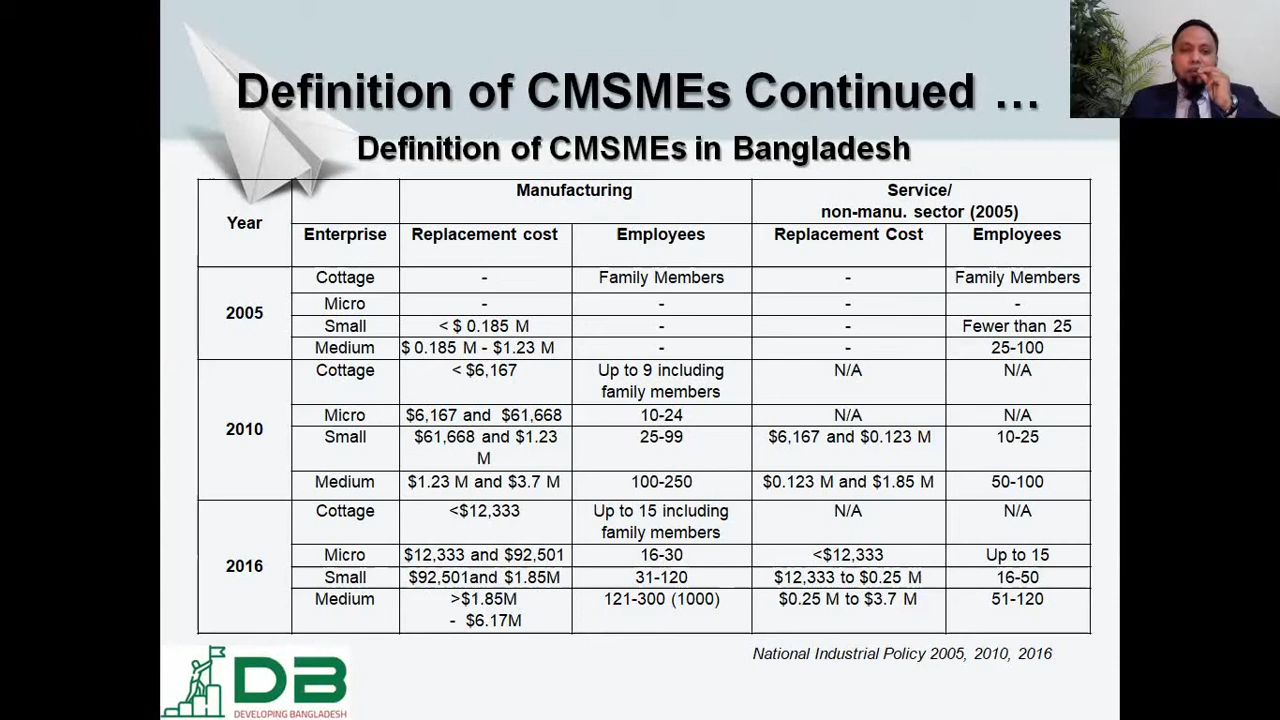 Definition of CMSMEs Continued …
Definition of CMSMEs in Bangladesh
Year Manufacturing Service/
non-manu. sector (2005)
Enterprise Replacement cost Employees Replacement Cost Employees
2005 Cottage - Family Members - Family Members
Micro - - - -
Small < $ 0.185 M - - Fewer than 25
Medium $ 0.185 M - $1.23 M - - 25-100
2010 Cottage < $6,167 Up to 9 including N/A N/A
family members
Micro $6,167 and $61,668 10-24 N/A N/A
Small $61,668 and $1.23 25-99 $6,167 and $0.123 M 10-25
M
Medium $1.23 M and $3.7 M 100-250 $0.123 M and $1.85 M 50-100
2016 Cottage <$12,333 Up to 15 including N/A N/A
family members
Micro $12,333 and $92,501 16-30 <$12,333 Up to 15
Small $92,501and $1.85M 31-120 $12,333 to $0.25 M 16-50
Medium >$1.85M 121-300 (1000) $0.25 M to $3.7 M 51-120
- $6.17M
National Industrial Policy 2005, 2010, 2016
DB
DEVELOPING BANGLADESH